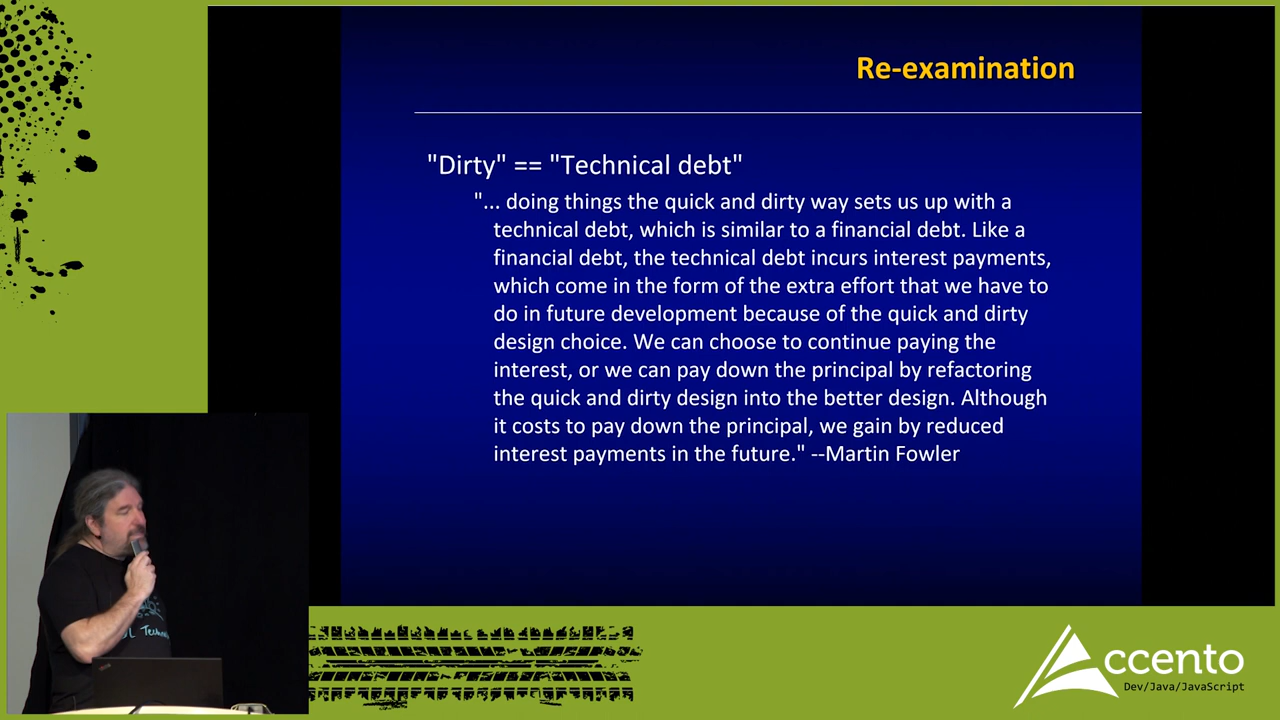 Re-examination
"Dirty" == "Technical debt"
"... doing things the quick and dirty way sets us up with a
technical debt, which is similar to a financial debt. Like a
financial debt, the technical debt incurs interest payments,
which come in the form of the extra effort that we have to
do in future development because of the quick and dirty
design choice. We can choose to continue paying the
interest, or we can pay down the principal by refactoring
the quick and dirty design into the better design. Although
it costs to pay down the principal, we gain by reduced
interest payments in the future." --Martin Fowler
ccento
Dev/Java/JavaScript